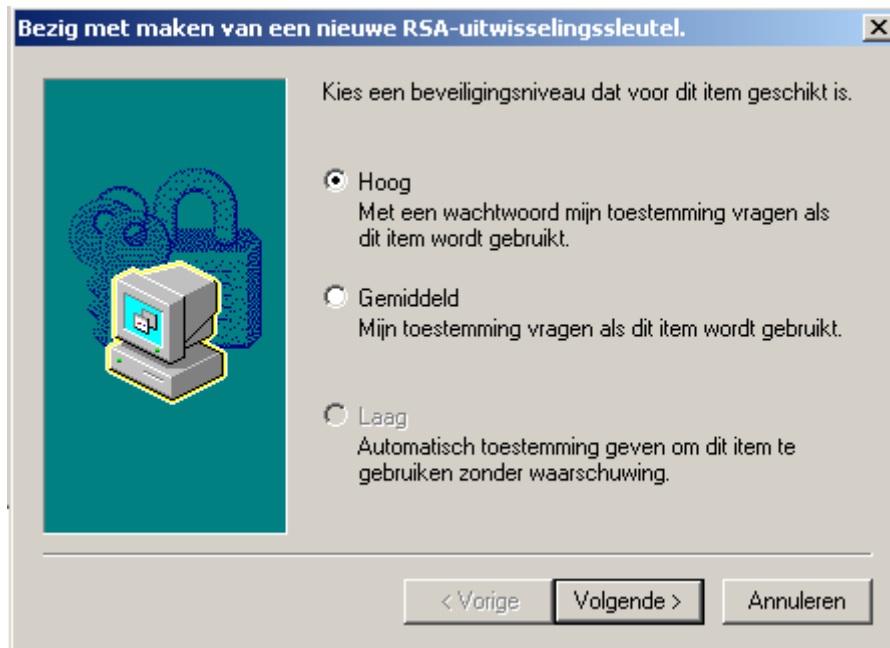 Bezig met maken van een nieuwe RSA-uitwisselingssleutel.
Kies een beveiligingsniveau dat voor dit item geschikt is.
Hoog
Met een wachtwoord mijn toestemming vragen als
dit item wordt gebruikt.
Gemiddeld
Mijn toestemming vragen als dit item wordt gebruikt.
Laag
Automatisch toestemming geven om dit item te
gebruiken zonder waarschuwing.
< Vorige
Volgende >
Annuleren